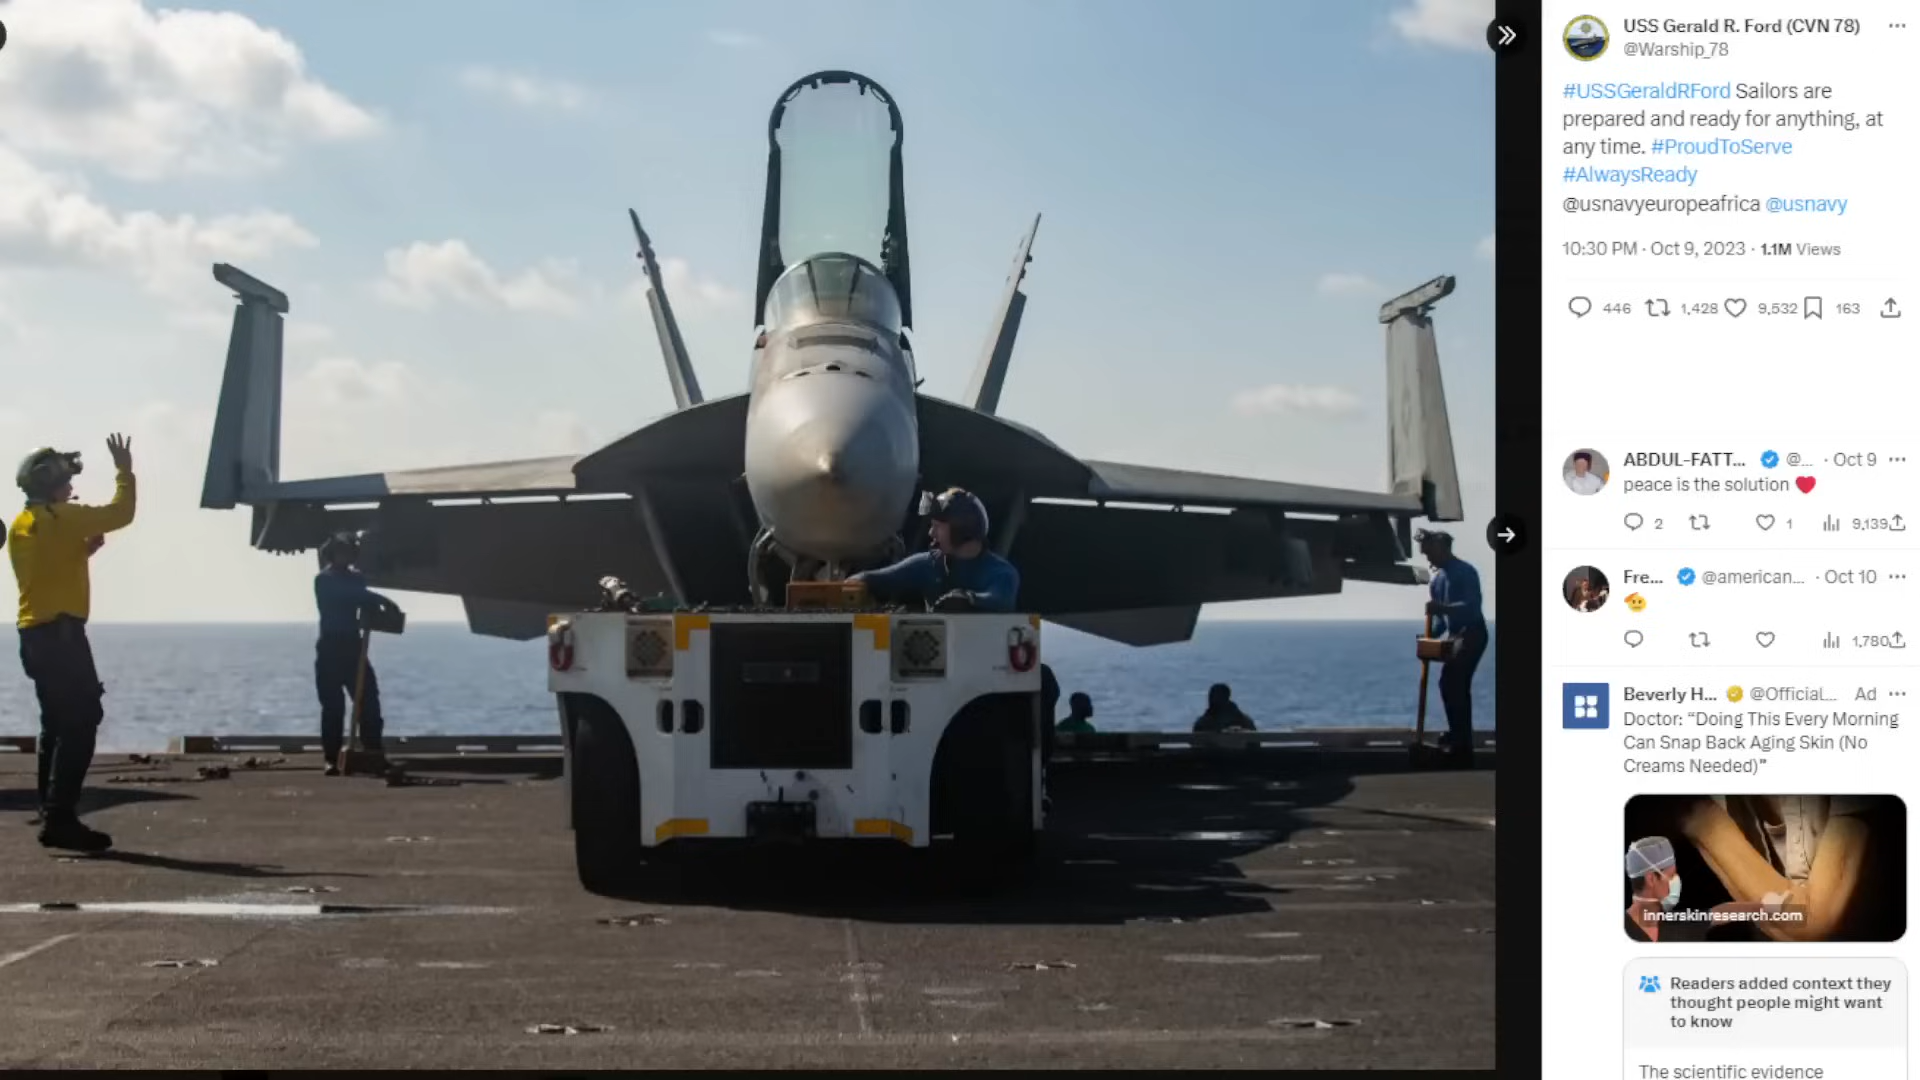 USS Gerald R. Ford (CVN 78)
@Warship_78
#USSGeraldRFord Sailors are
prepared and ready for anything, at
any time. #ProudToServe
#AlwaysReady
@usnavyeuropeafrica @usnavy
10:30 PM · Oct 9, 2023 · 1.1M Views
446 1,428 9,532 163
ABDUL-FATT... @... · Oct 9
peace is the solution ❤️
2 1 9,139
Fre... @american... · Oct 10
🫡
1,780
Beverly H... @Official... Ad
Doctor: “Doing This Every Morning
Can Snap Back Aging Skin (No
Creams Needed)”
innerskinresearch.com
Readers added context they
thought people might want
to know
The scientific evidence